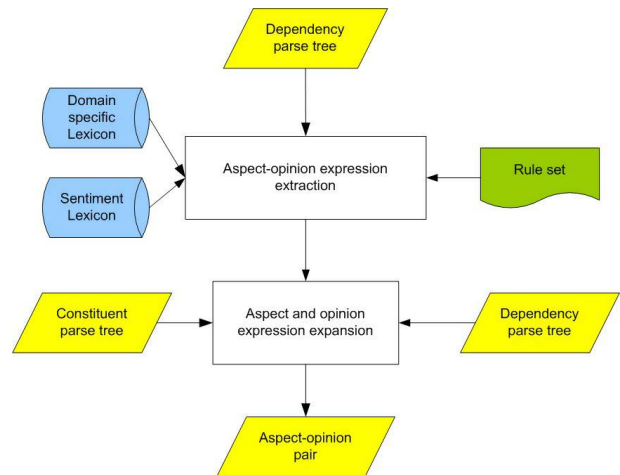 Dependency
parse tree
Domain
specific
Lexicon
Aspect-opinion expression
extraction
Rule set
Sentiment
Lexicon
Constituent
parse tree
Aspect and opinion
expression expansion
Dependency
parse tree
Aspect-opinion
pair